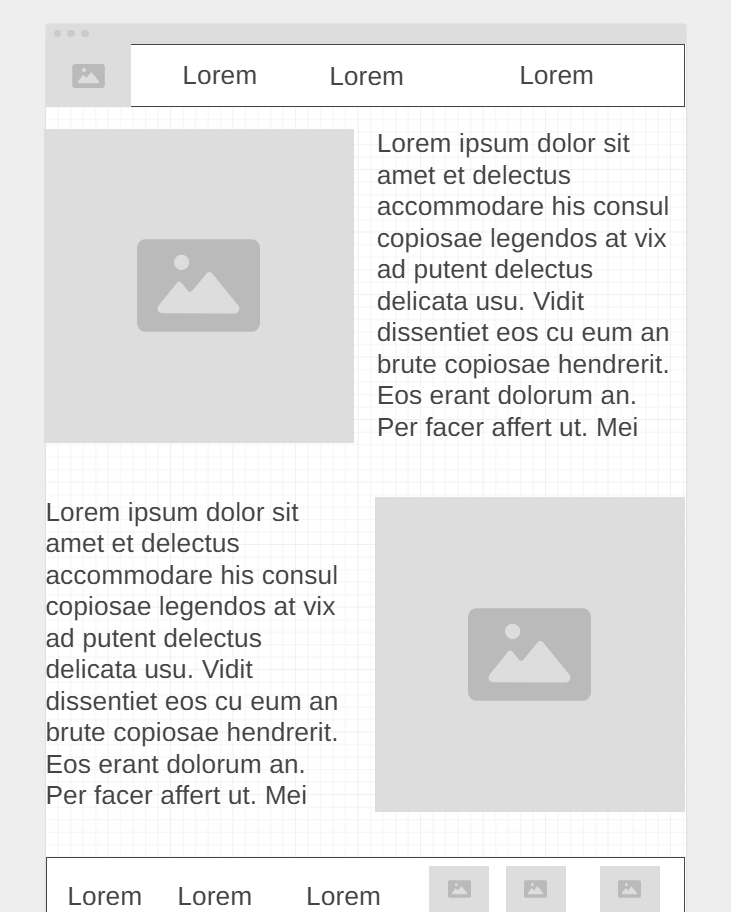 Lorem Lorem Lorem
Lorem ipsum dolor sit
amet et delectus
accommodare his consul
copiosae legendos at vix
ad putent delectus
delicata usu. Vidit
dissentiet eos cu eum an
brute copiosae hendrerit.
Eos erant dolorum an.
Per facer affert ut. Mei
Lorem ipsum dolor sit
amet et delectus
accommodare his consul
copiosae legendos at vix
ad putent delectus
delicata usu. Vidit
dissentiet eos cu eum an
brute copiosae hendrerit.
Eos erant dolorum an.
Per facer affert ut. Mei
Lorem Lorem Lorem